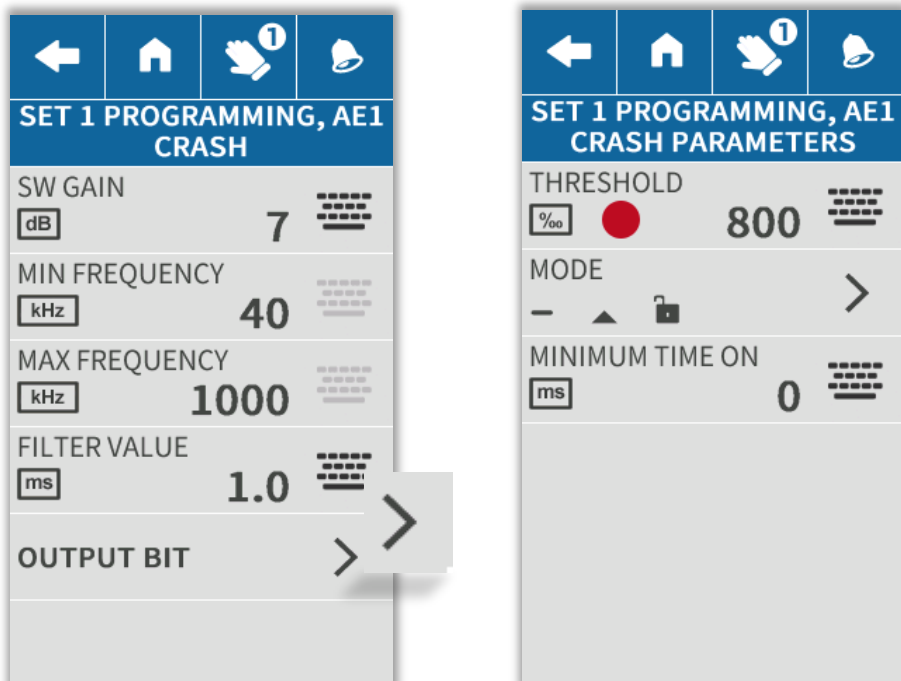 1
SET 1 PROGRAMMING, AE1
CRASH
SW GAIN
dB 7
MIN FREQUENCY
kHz 40
MAX FREQUENCY
kHz 1000
FILTER VALUE
ms 1.0
OUTPUT BIT
1
SET 1 PROGRAMMING, AE1
CRASH PARAMETERS
THRESHOLD
‰ 800
MODE
MINIMUM TIME ON
ms 0